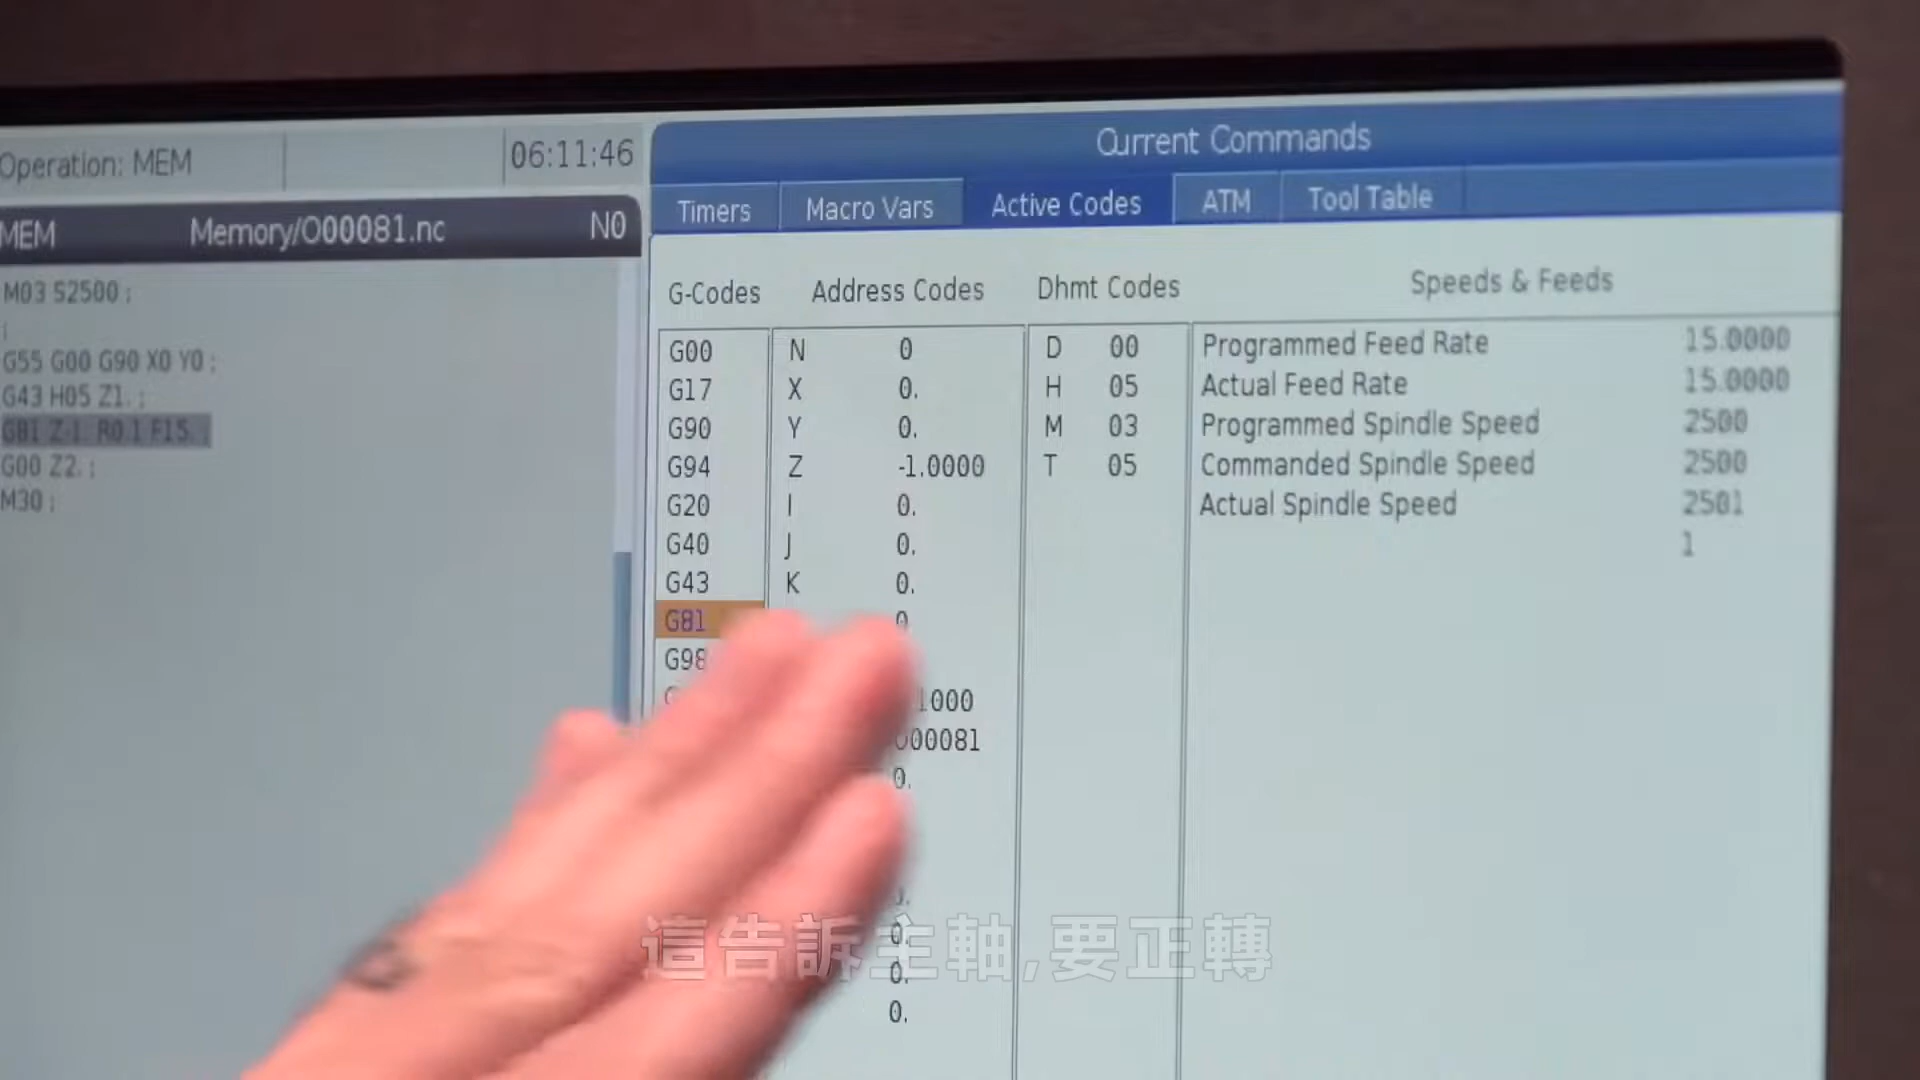 Operation: MEM
06:11:46
MEM Memory/O00081.nc N0
M03 S2500 ;
;
G55 G00 G90 X0 Y0 ;
G43 H05 Z1. ;
G81 Z-1. R0.1 F15. ;
G00 Z2. ;
M30 ;
Current Commands
Timers Macro Vars Active Codes ATM Tool Table
G-Codes Address Codes Dhmt Codes Speeds & Feeds
G00 N 0 D 00 Programmed Feed Rate 15.0000
G17 X 0. H 05 Actual Feed Rate 15.0000
G90 Y 0. M 03 Programmed Spindle Speed 2500
G94 Z -1.0000 T 05 Commanded Spindle Speed 2500
G20 I 0. Actual Spindle Speed 2501
G40 J 0. 1
G43 K 0.
G81 0
G98
1000
O00081
0.
0.
0.
0.
0.
這告訴主軸,要正轉